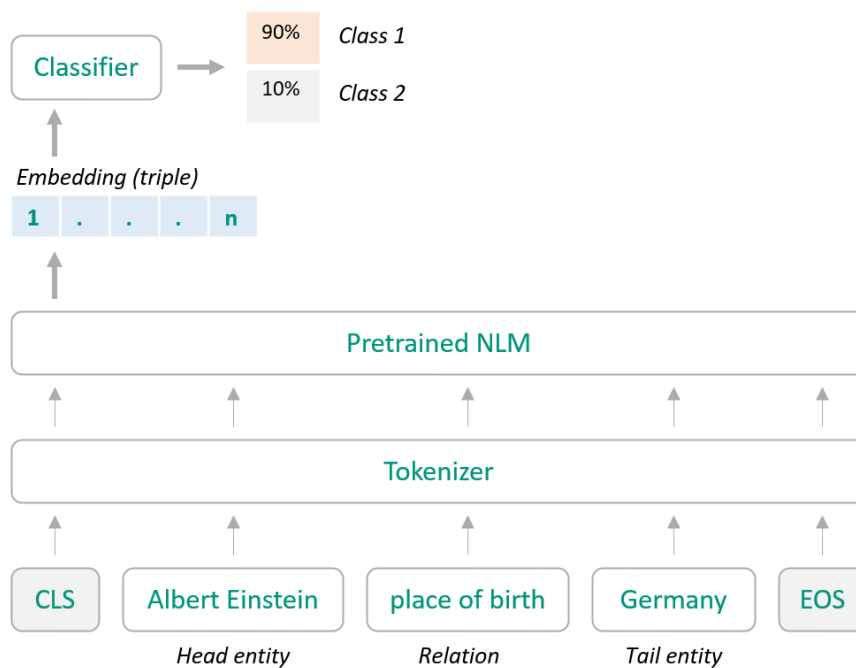 90% Class 1
Classifier
10% Class 2
Embedding (triple)
1 . . . n
Pretrained NLM
Tokenizer
CLS Albert Einstein place of birth Germany EOS
Head entity Relation Tail entity